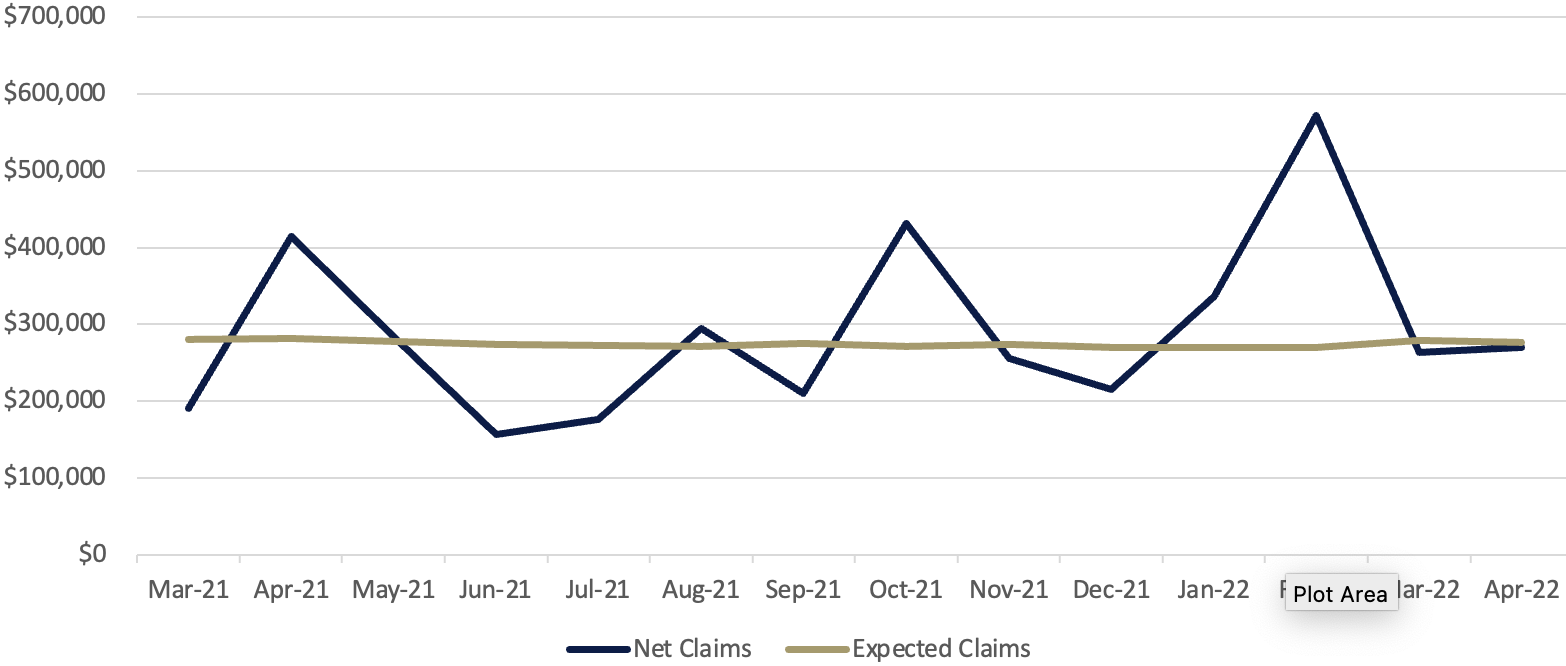 $700,000
$600,000
$500,000
$400,000
$300,000
$200,000
$100,000
$0
Mar-21 Apr-21 May-21 Jun-21 Jul-21 Aug-21 Sep-21 Oct-21 Nov-21 Dec-21 Jan-22 Apr-22
Plot Area
Net Claims Expected Claims